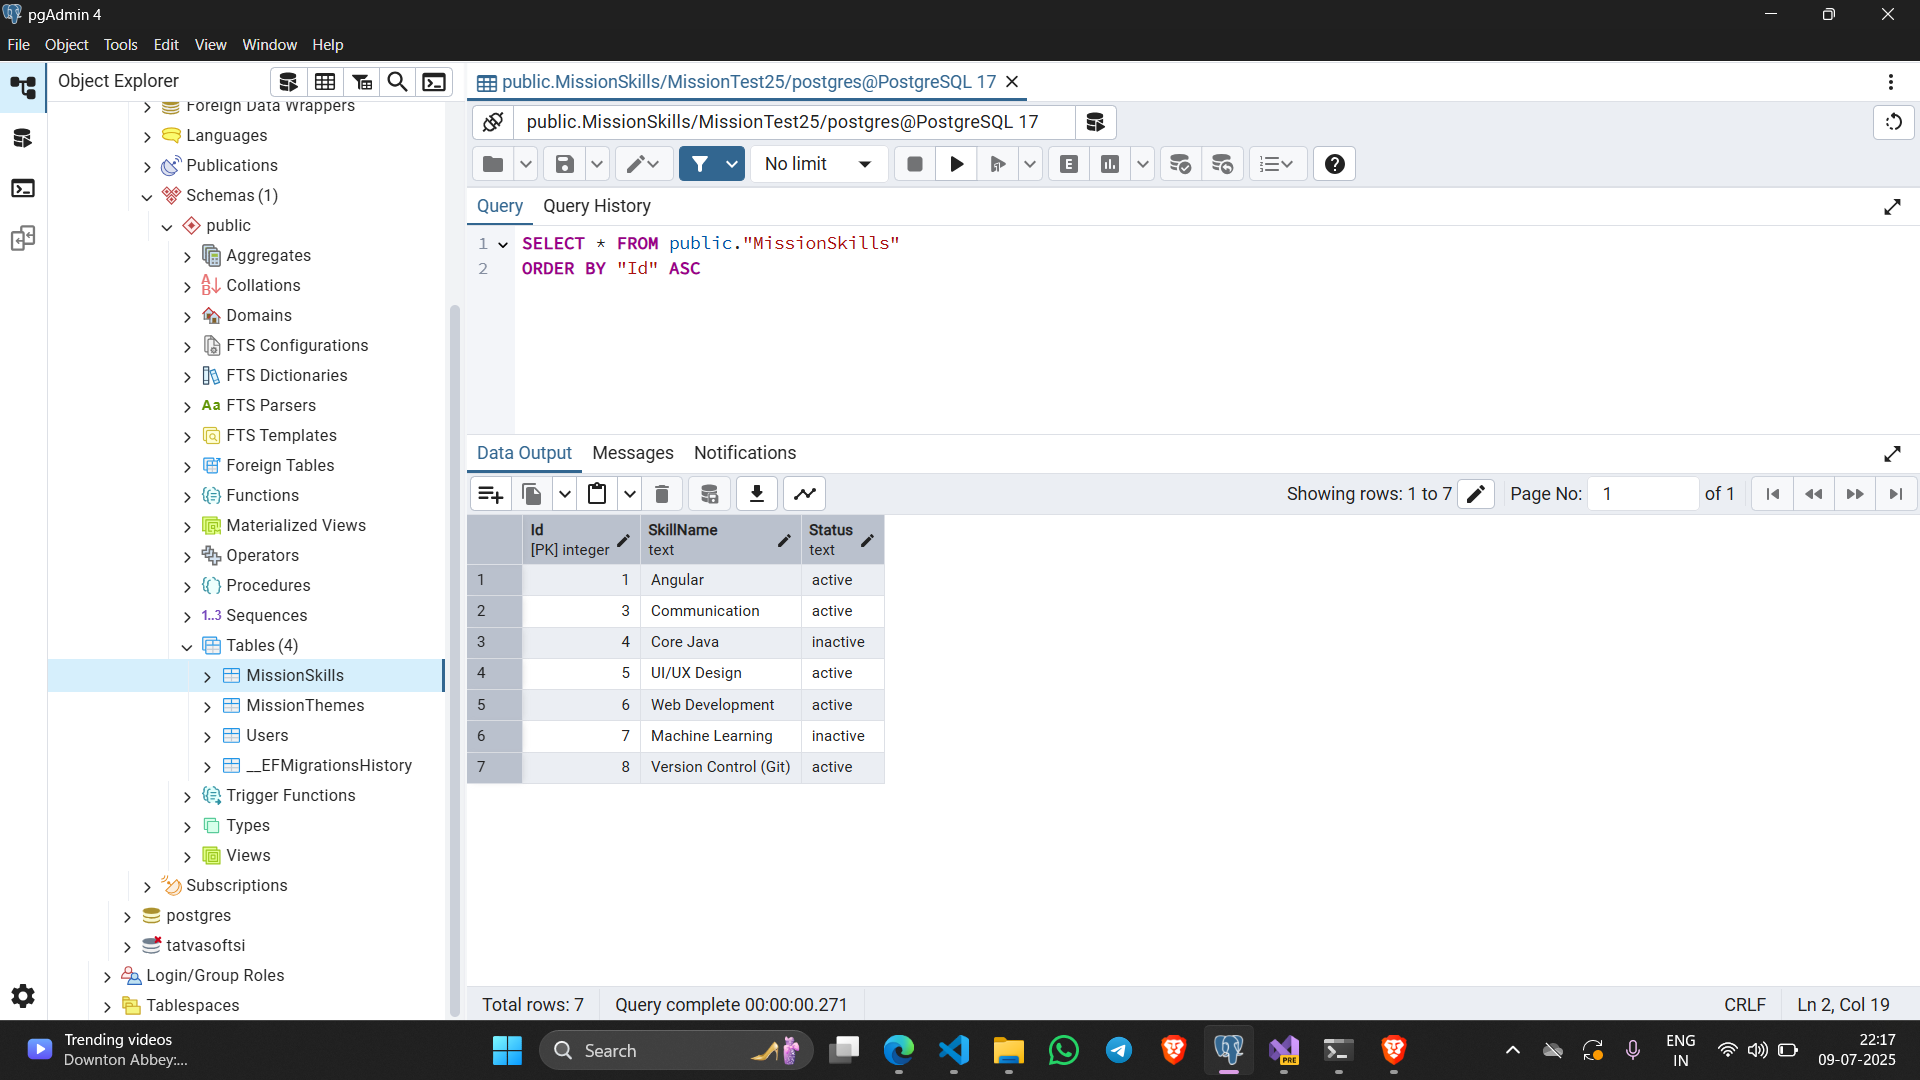 pgAdmin 4
File Object Tools Edit View Window Help
Object Explorer
Foreign Data Wrappers
Languages
Publications
Schemas (1)
public
Aggregates
Collations
Domains
FTS Configurations
FTS Dictionaries
Aa FTS Parsers
FTS Templates
Foreign Tables
Functions
Materialized Views
Operators
Procedures
1..3 Sequences
Tables (4)
MissionSkills
MissionThemes
Users
__EFMigrationsHistory
Trigger Functions
Types
Views
Subscriptions
postgres
tatvasoftsi
Login/Group Roles
Tablespaces
public.MissionSkills/MissionTest25/postgres@PostgreSQL 17
public.MissionSkills/MissionTest25/postgres@PostgreSQL 17
No limit
E
Query Query History
1 SELECT * FROM public."MissionSkills"
2 ORDER BY "Id" ASC
Data Output Messages Notifications
Showing rows: 1 to 7 Page No: 1 of 1
Id SkillName Status
[PK] integer text text
1 1 Angular active
2 3 Communication active
3 4 Core Java inactive
4 5 UI/UX Design active
5 6 Web Development active
6 7 Machine Learning inactive
7 8 Version Control (Git) active
Total rows: 7 Query complete 00:00:00.271 CRLF Ln 2, Col 19
Trending videos
Downton Abbey:...
Search
PRE
ENG
IN
22:17
09-07-2025